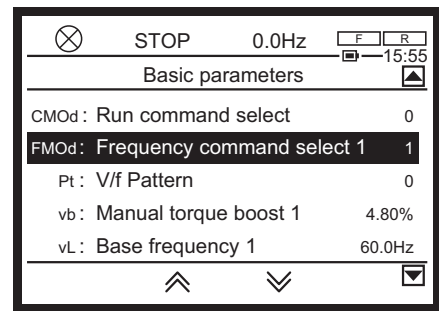 STOP 0.0Hz F R
15:55
Basic parameters
CMOd : Run command select 0
FMOd : Frequency command select 1 1
Pt : V/f Pattern 0
vb : Manual torque boost 1 4.80%
vL : Base frequency 1 60.0Hz